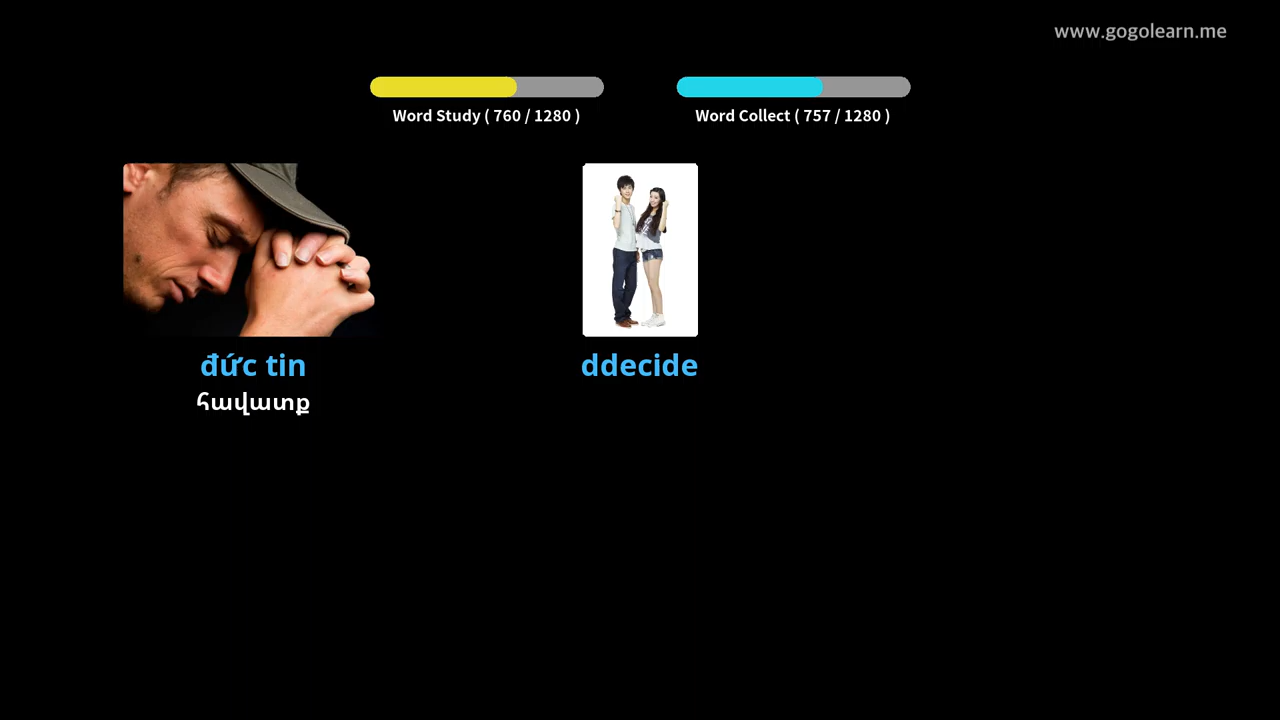 www.gogolearn.me
Word Study ( 760 / 1280 )
Word Collect ( 757 / 1280 )
đức tin
հավատք
ddecide